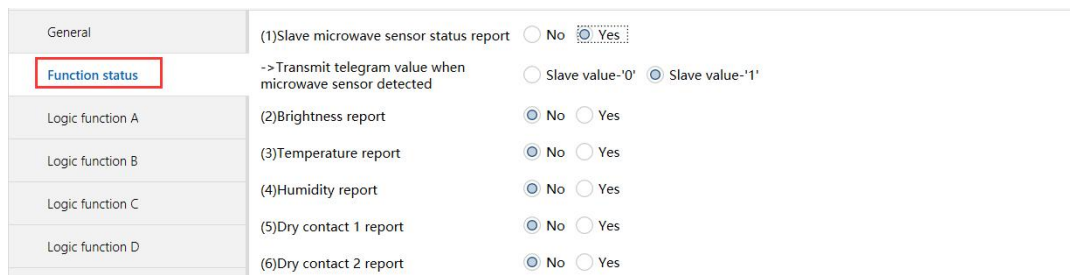 General
Function status
Logic function A
Logic function B
Logic function C
Logic function D
(1)Slave microwave sensor status report No Yes
->Transmit telegram value when
microwave sensor detected
Slave value-'0' Slave value-'1'
(2)Brightness report No Yes
(3)Temperature report No Yes
(4)Humidity report No Yes
(5)Dry contact 1 report No Yes
(6)Dry contact 2 report No Yes